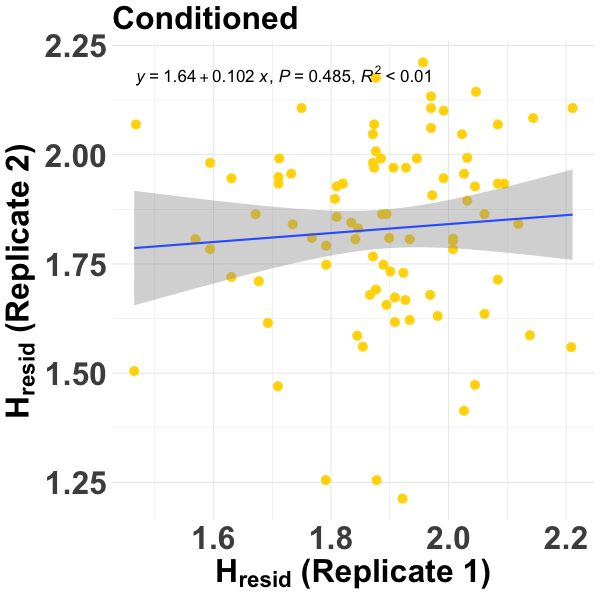 Conditioned
y = 1.64 + 0.102 x, P = 0.485, R² < 0.01
2.25
2.00
1.75
1.50
1.25
H_resid (Replicate 2)
1.6 1.8 2.0 2.2
H_resid (Replicate 1)